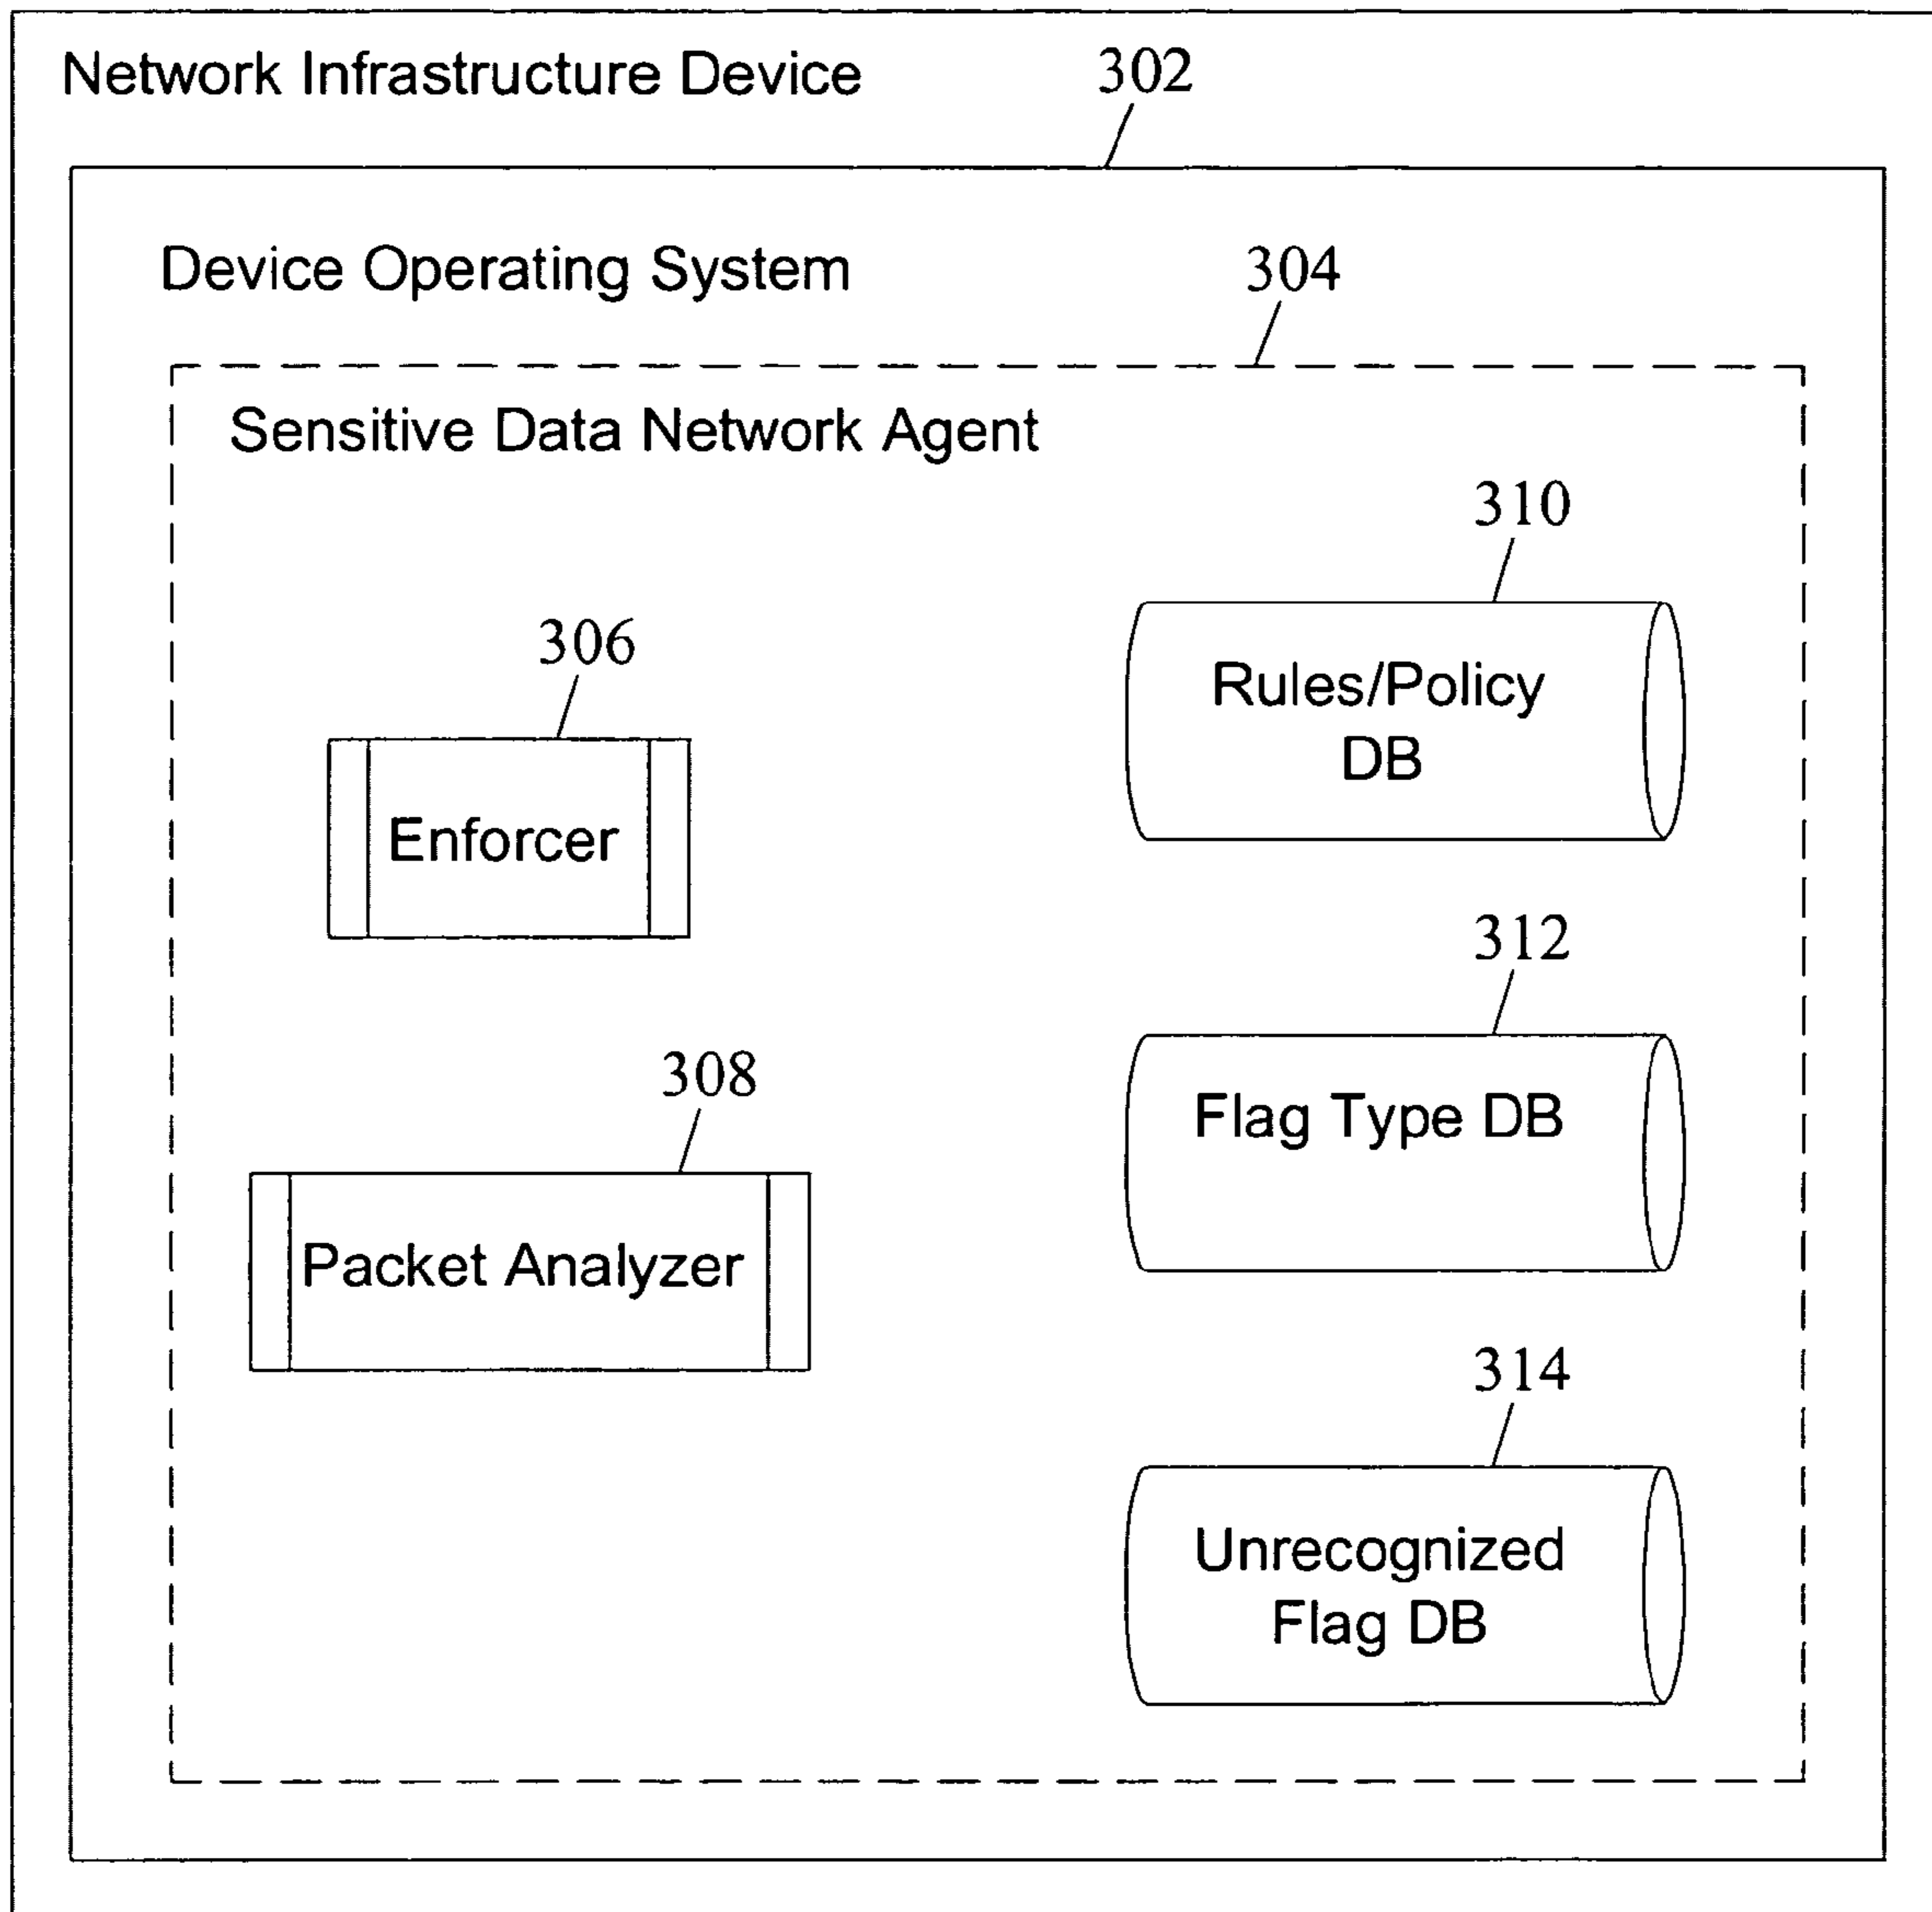 Network Infrastructure Device
302
Device Operating System
304
Sensitive Data Network Agent
310
Rules/Policy
DB
306
Enforcer
312
Flag Type DB
308
Packet Analyzer
314
Unrecognized
Flag DB